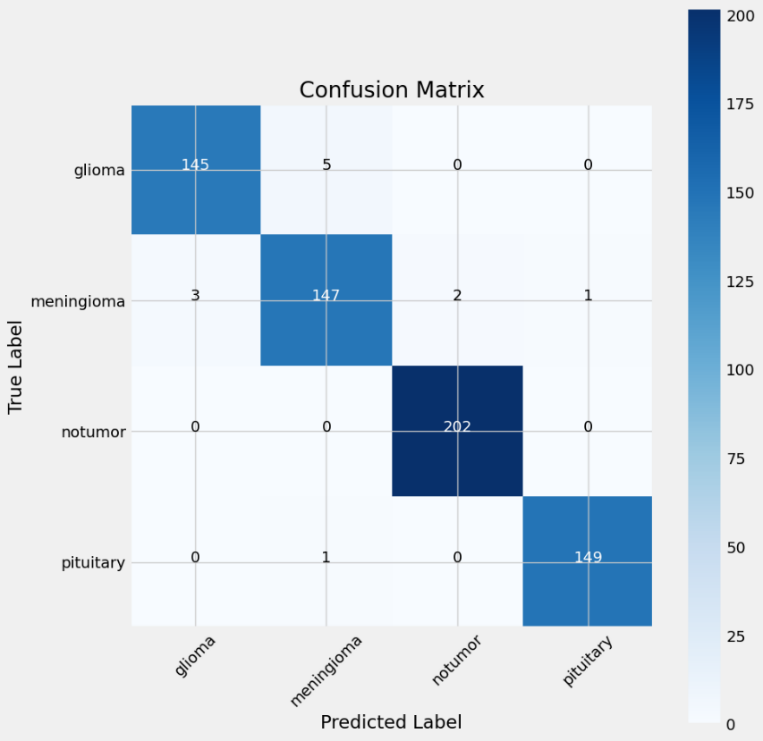 Confusion Matrix
True Label
glioma 145 5 0 0
meningioma 3 147 2 1
notumor 0 0 202 0
pituitary 0 1 0 149
glioma meningioma notumor pituitary
Predicted Label
200
175
150
125
100
75
50
25
0